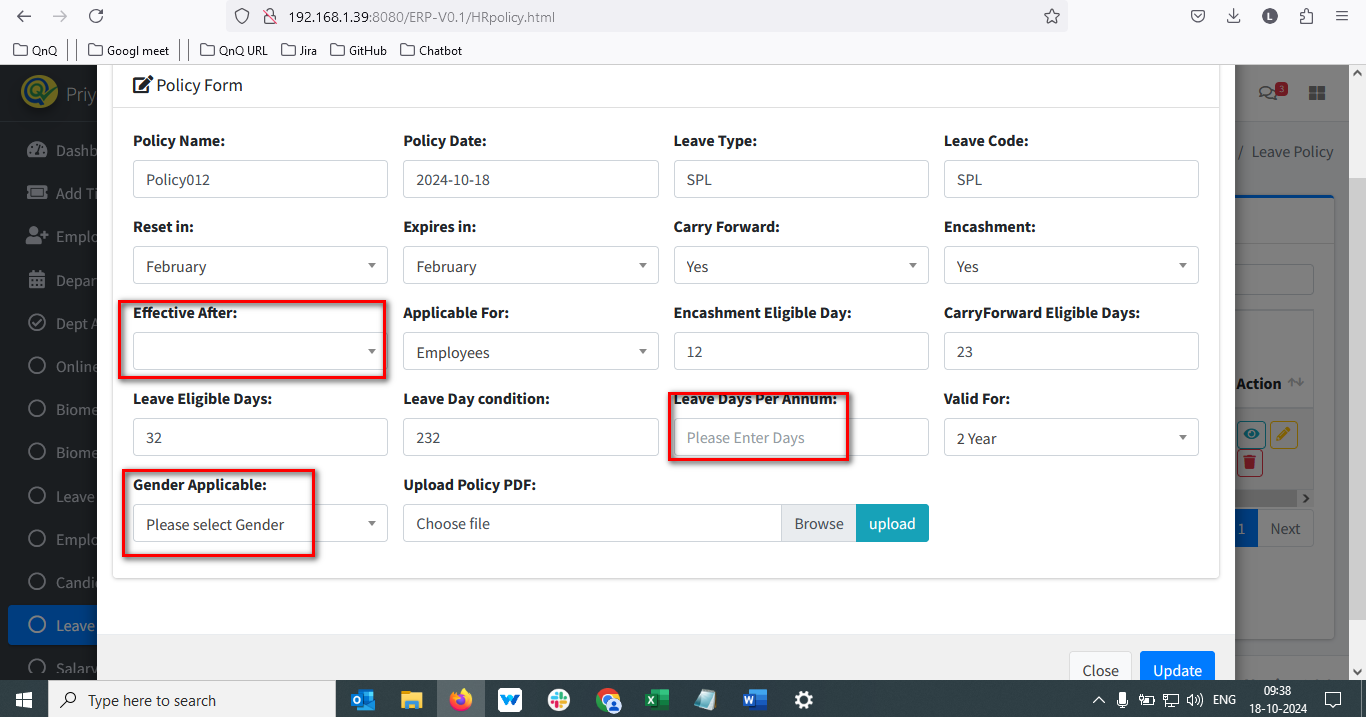 192.168.1.39:8080/ERP-V0.1/HRpolicy.html
L
QnQ
Googl meet
QnQ URL
Jira
GitHub
Chatbot
Priy
3
Policy Form
/ Leave Policy
Dashb
Add Ti
Emplo
Depar
Dept A
Online
Biome
Biome
Leave
Emplo
Candi
Leave
Salary
Policy Name:
Policy Date:
Leave Type:
Leave Code:
Policy012
2024-10-18
SPL
SPL
Reset in:
Expires in:
Carry Forward:
Encashment:
February
February
Yes
Yes
Effective After:
Applicable For:
Encashment Eligible Day:
CarryForward Eligible Days:
Employees
12
23
Leave Eligible Days:
Leave Day condition:
Leave Days Per Annum:
Valid For:
32
232
Please Enter Days
2 Year
Gender Applicable:
Upload Policy PDF:
Please select Gender
Choose file
Browse
upload
Action
1
Next
Close
Update
Type here to search
ENG
09:38
18-10-2024